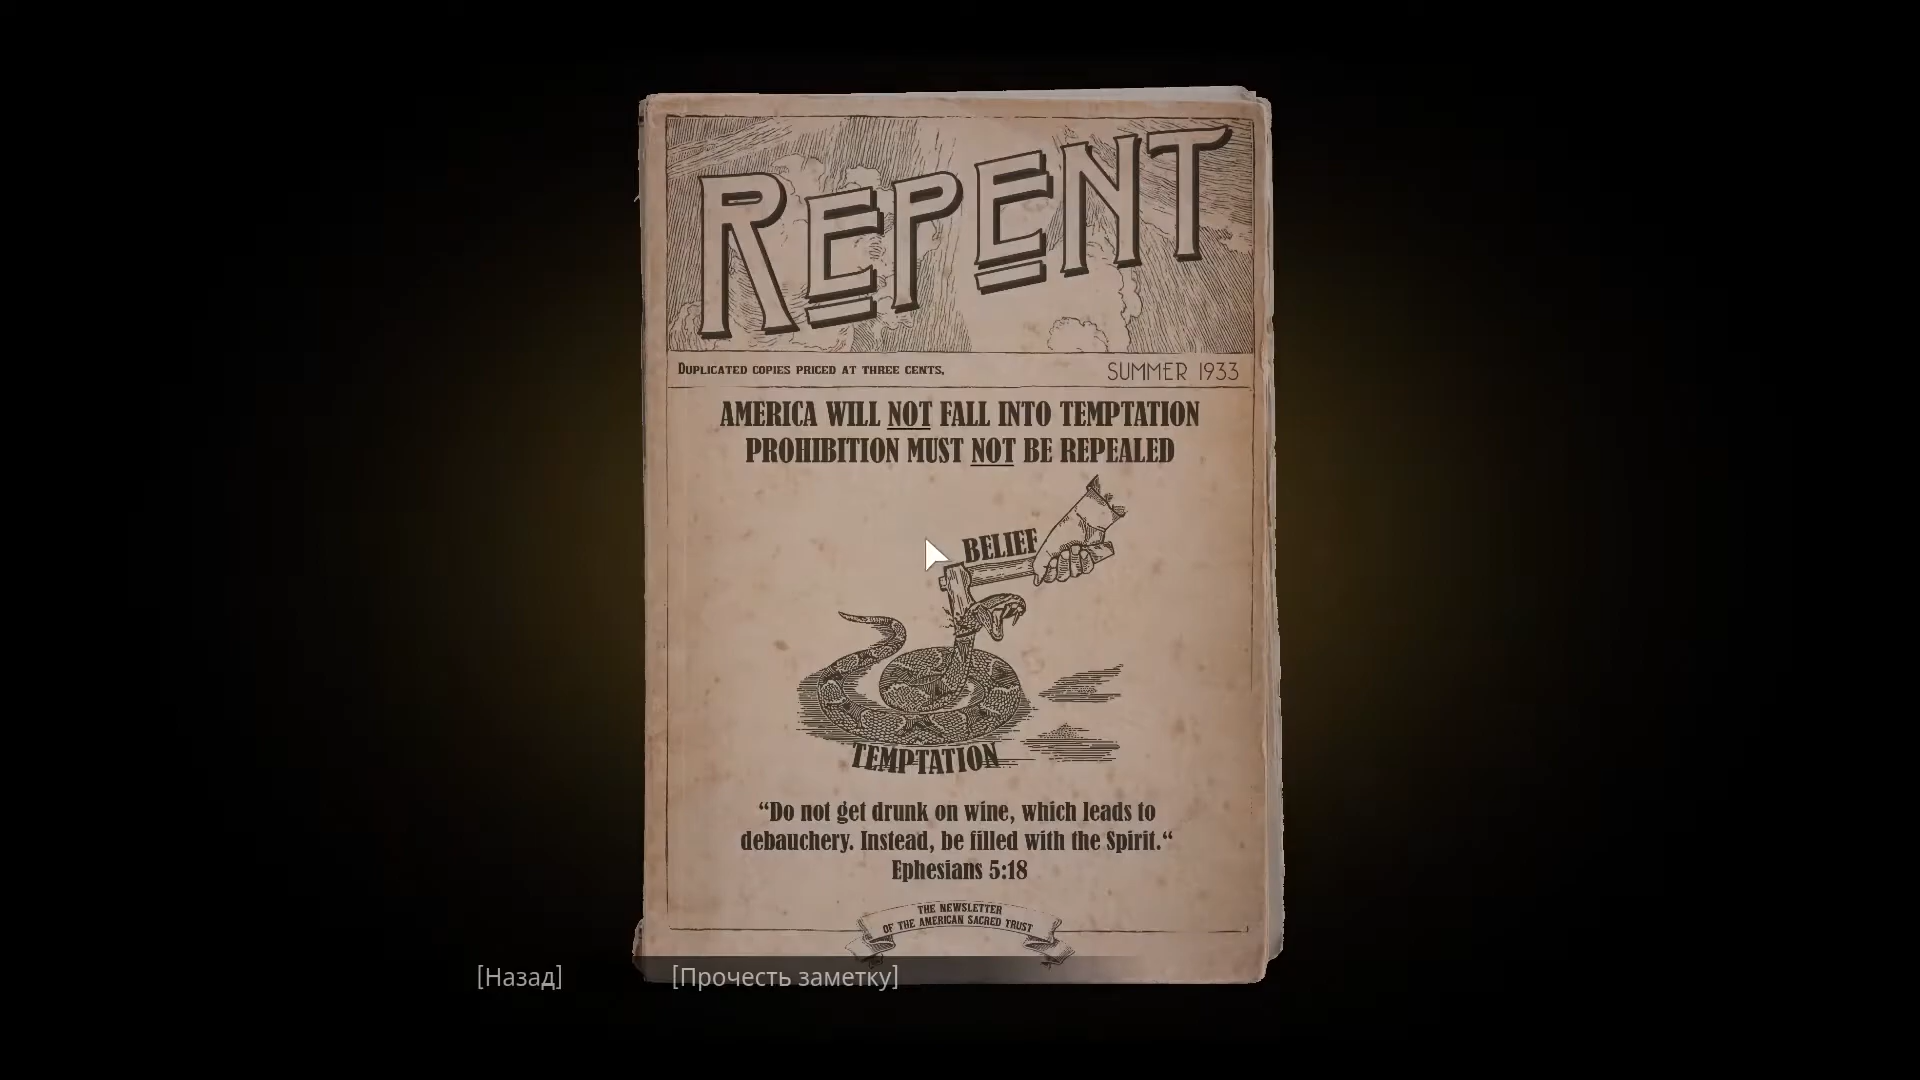 REPENT
DUPLICATED COPIES PRICED AT THREE CENTS.
SUMMER 1933
AMERICA WILL NOT FALL INTO TEMPTATION
PROHIBITION MUST NOT BE REPEALED
BELIEF
TEMPTATION
“Do not get drunk on wine, which leads to
debauchery. Instead, be filled with the Spirit.“
Ephesians 5:18
THE NEWSLETTER
OF THE AMERICAN SACRED TRUST
[Назад] [Прочесть заметку]